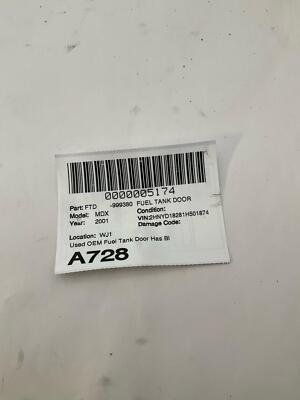 0000005174
Part: FTD -999380 FUEL TANK DOOR
Model: MDX Condition:
Year: 2001 VIN:2HNYD18281H501874
Damage Code:
Location: WJ1
Used OEM Fuel Tank Door Has Bl
A728